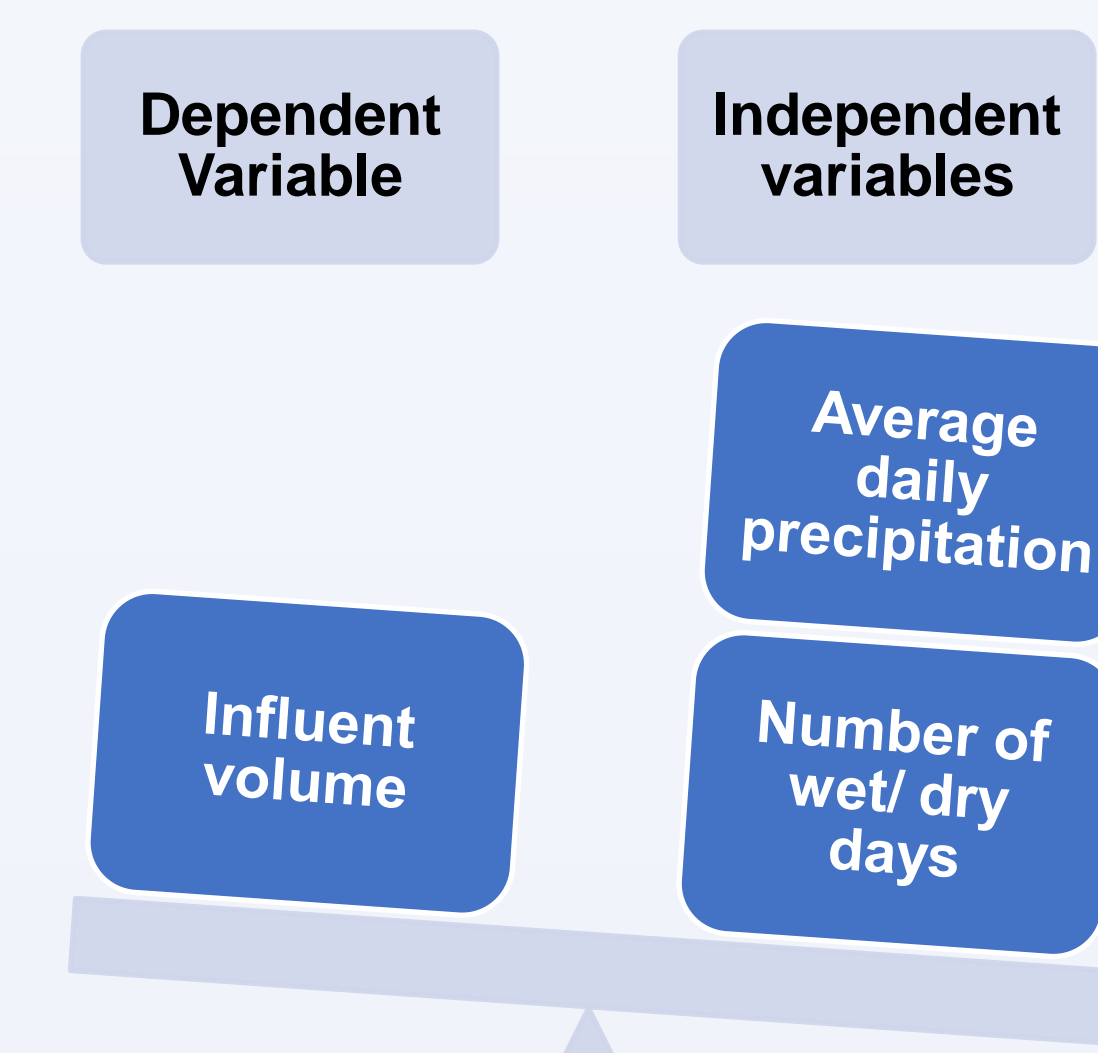 Dependent
Variable
Independent
variables
Average
daily
precipitation
Influent
volume
Number of
wet/ dry
days